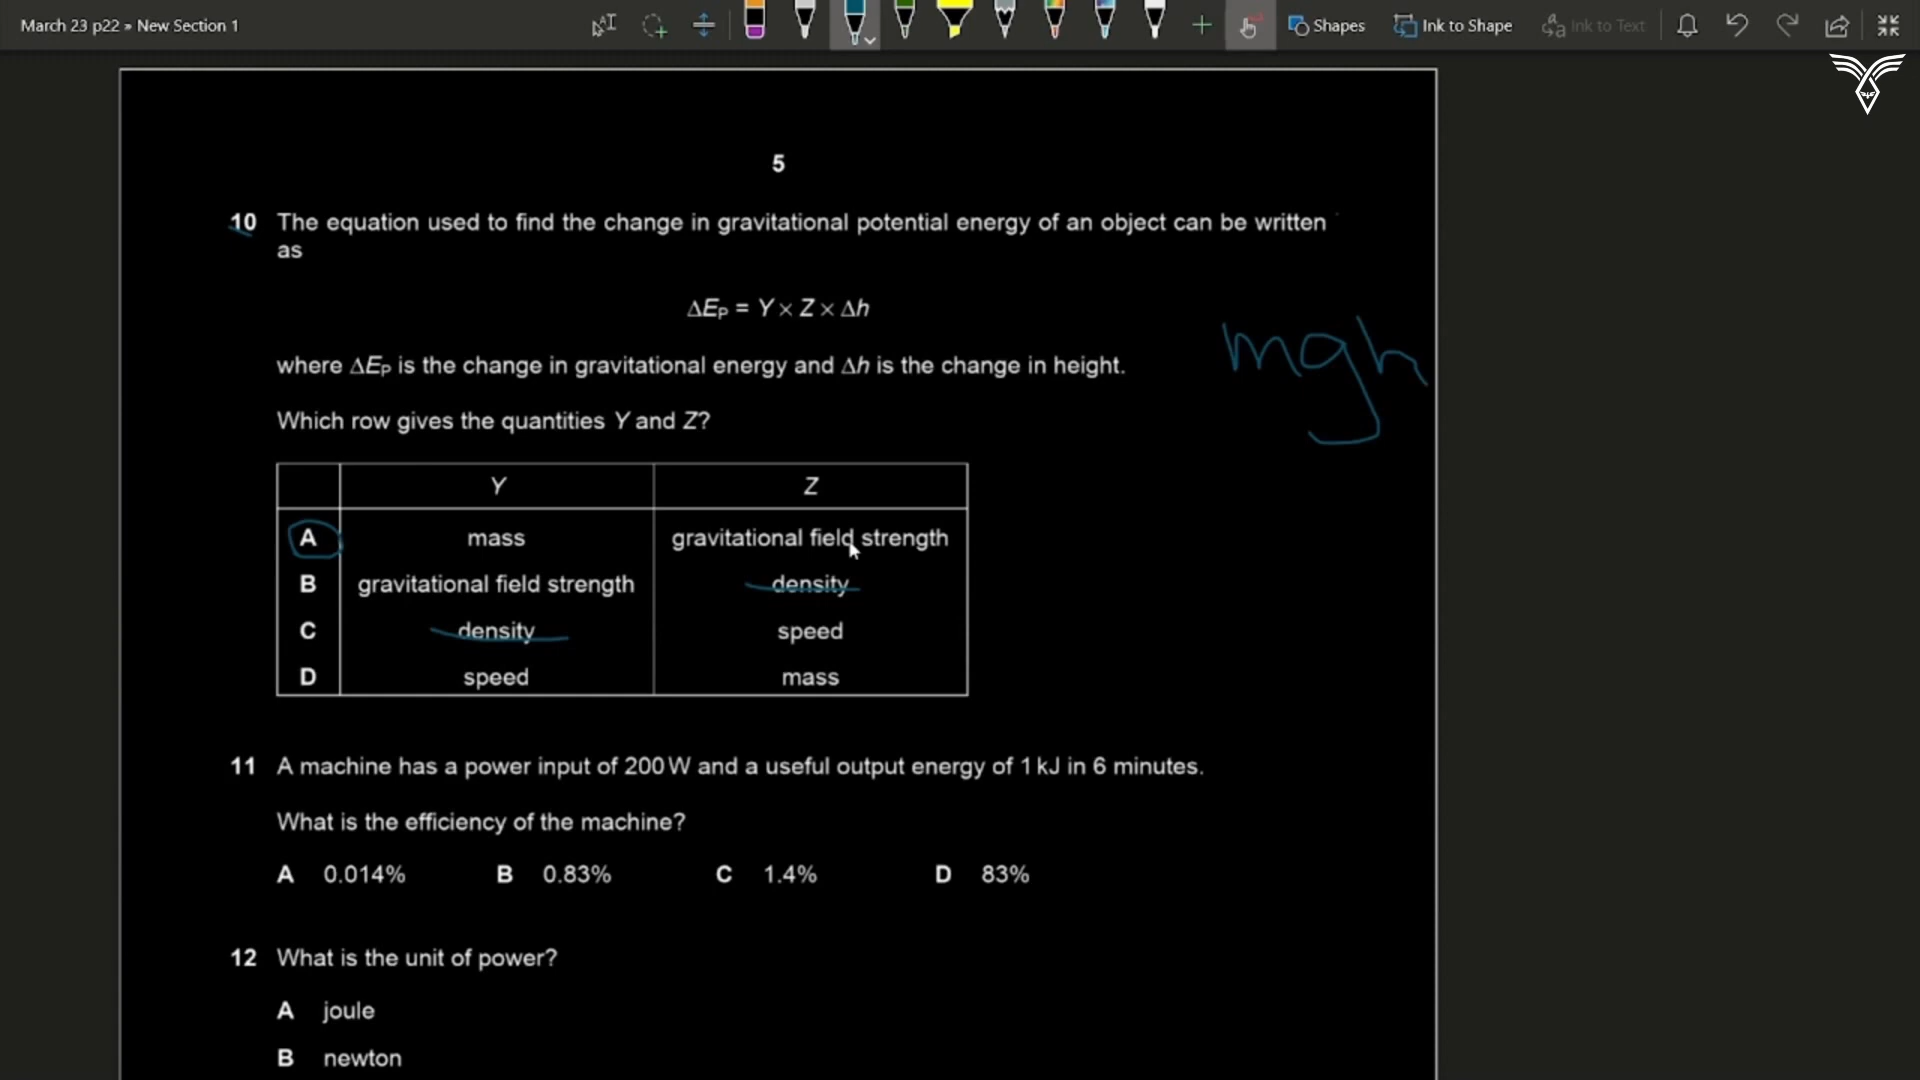 March 23 p22 » New Section 1
Shapes
Ink to Shape
Ink to Text
5
10 The equation used to find the change in gravitational potential energy of an object can be written
as
ΔEP = Y × Z × Δh
mgh
where ΔEP is the change in gravitational energy and Δh is the change in height.
Which row gives the quantities Y and Z?
Y Z
A mass gravitational field strength
B gravitational field strength density
C density speed
D speed mass
11 A machine has a power input of 200 W and a useful output energy of 1 kJ in 6 minutes.
What is the efficiency of the machine?
A 0.014% B 0.83% C 1.4% D 83%
12 What is the unit of power?
A joule
B newton